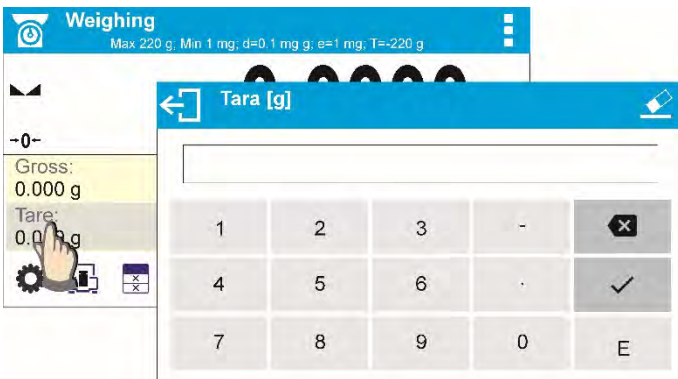 Weighing
Max 220 g; Min 1 mg; d=0.1 mg g; e=1 mg; T=-220 g
→0←
Gross:
0.000 g
Tare:
Tara [g]
1 2 3 -
4 5 6 .
7 8 9 0 E